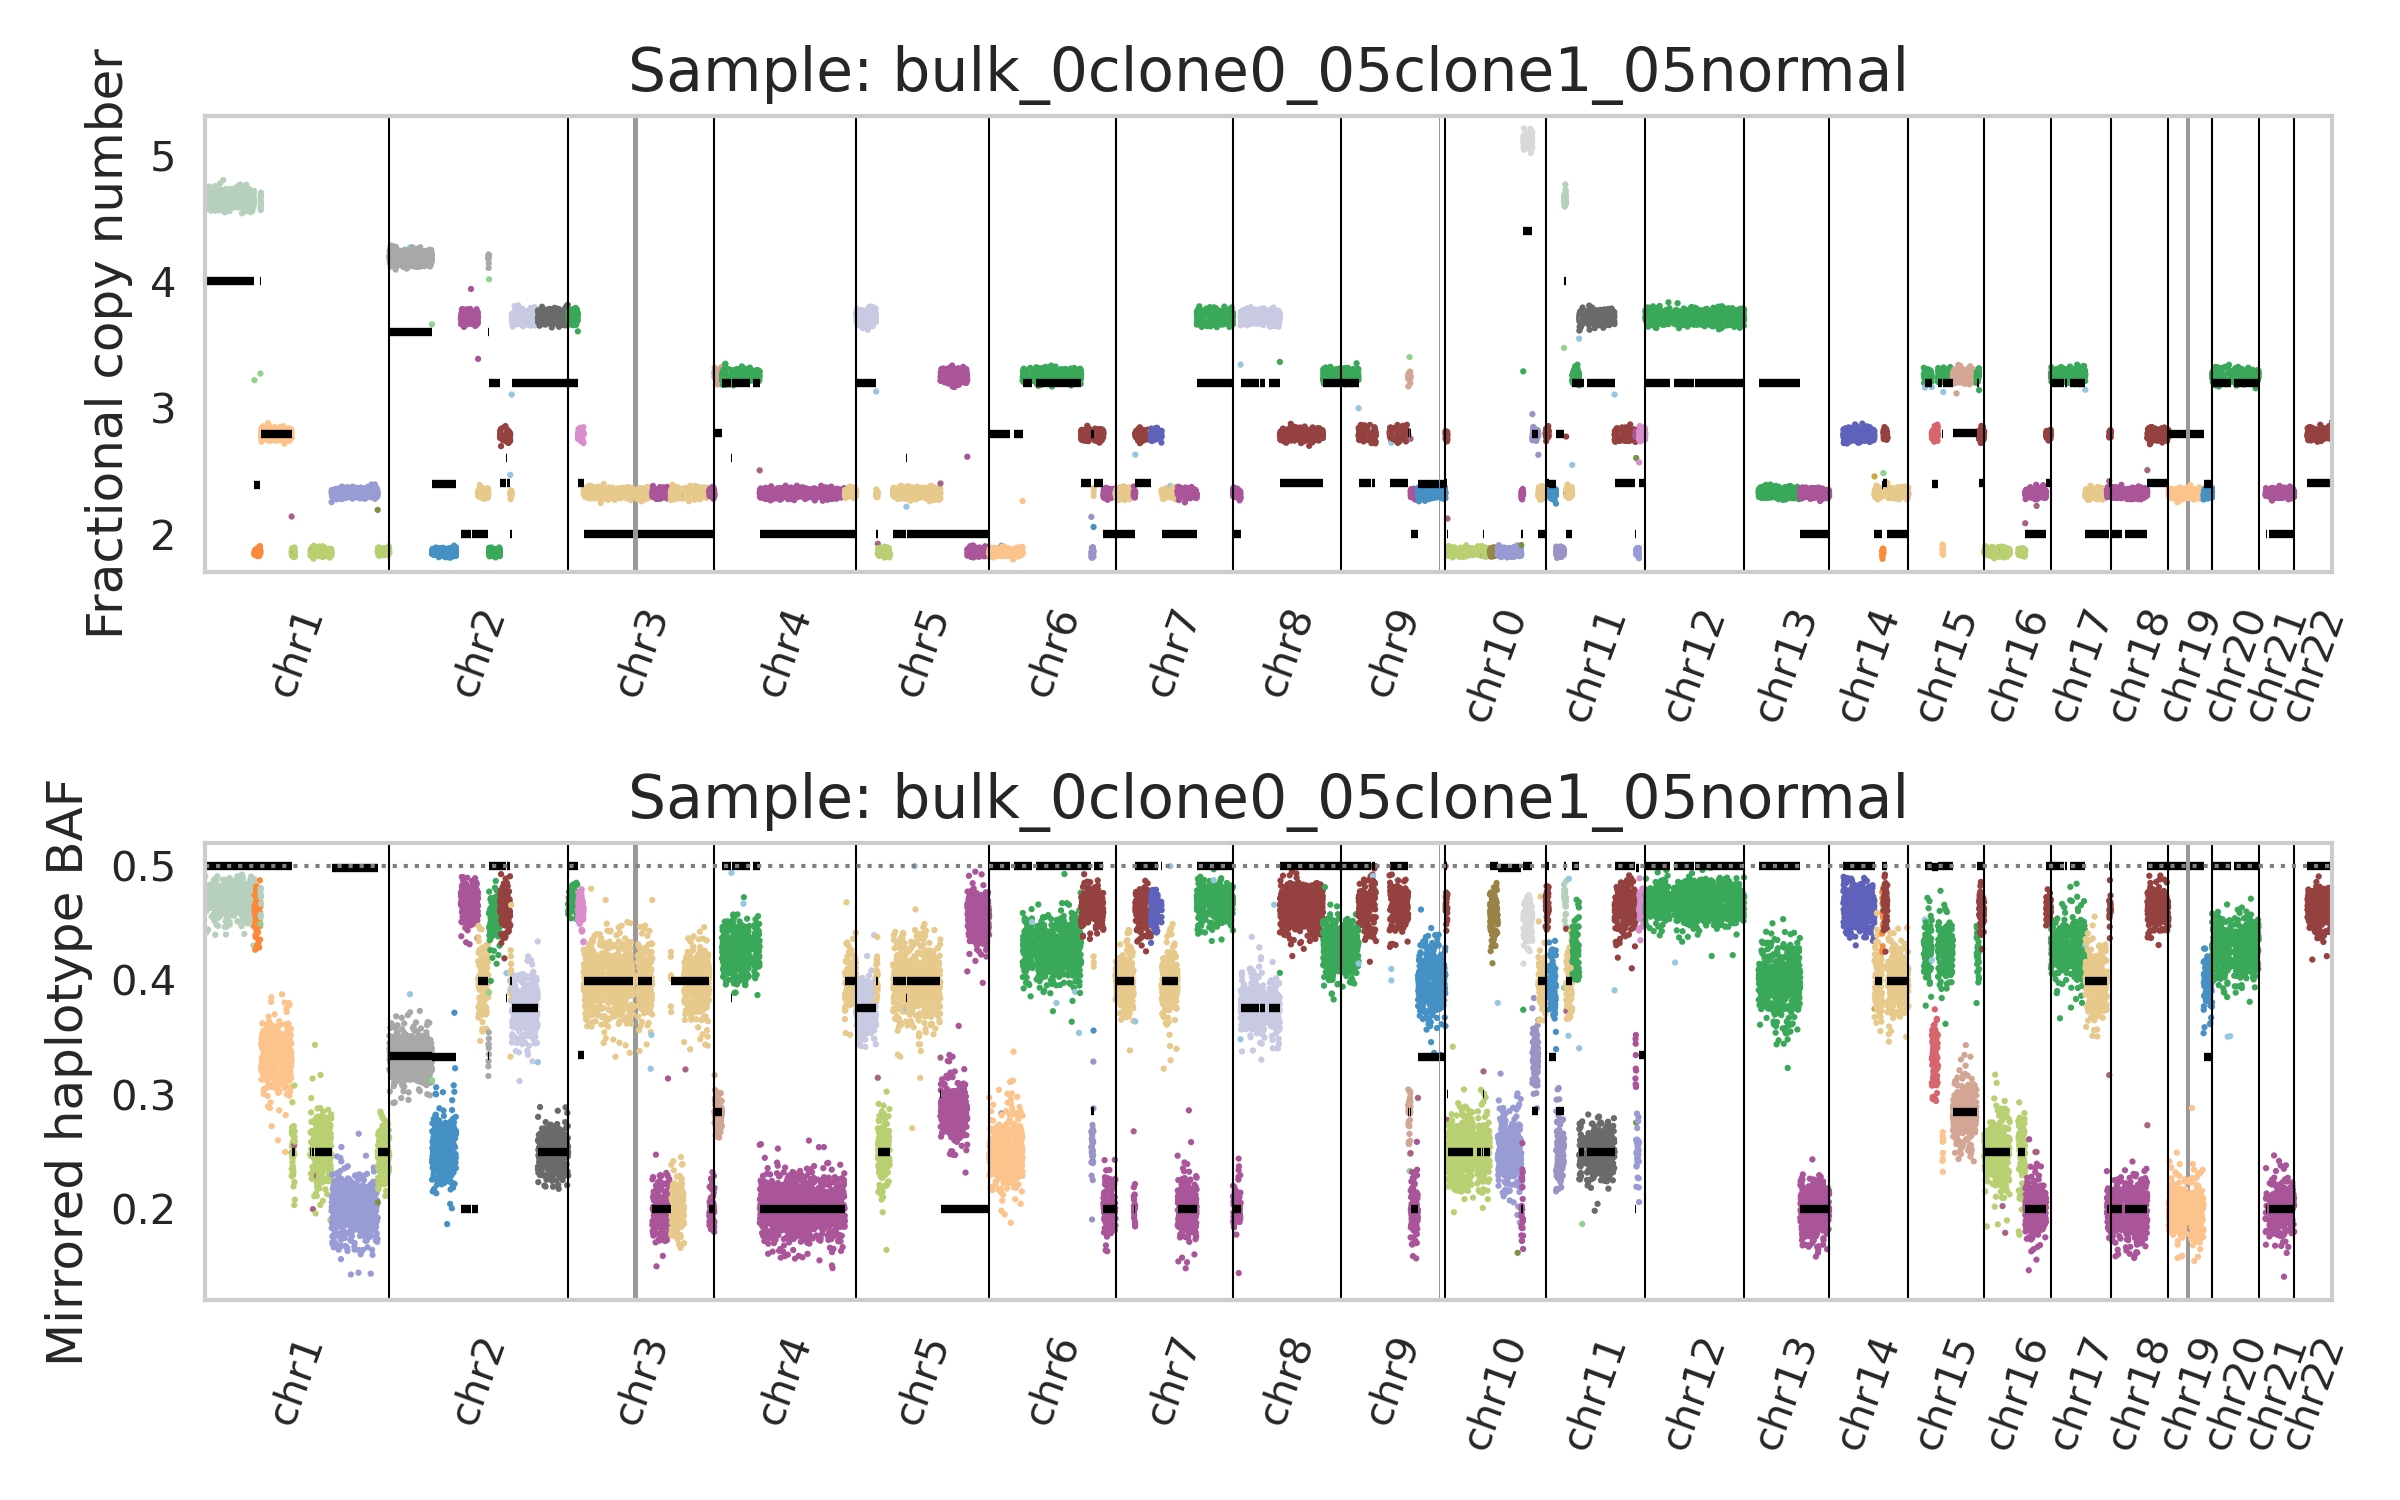 Sample: bulk_0clone0_05clone1_05normal
Fractional copy number
5
4
3
2
chr1 chr2 chr3 chr4 chr5 chr6 chr7 chr8 chr9 chr10 chr11 chr12 chr13 chr14 chr15 chr16 chr17 chr18 chr19 chr20 chr21 chr22
Sample: bulk_0clone0_05clone1_05normal
Mirrored haplotype BAF
0.5
0.4
0.3
0.2
chr1 chr2 chr3 chr4 chr5 chr6 chr7 chr8 chr9 chr10 chr11 chr12 chr13 chr14 chr15 chr16 chr17 chr18 chr19 chr20 chr21 chr22